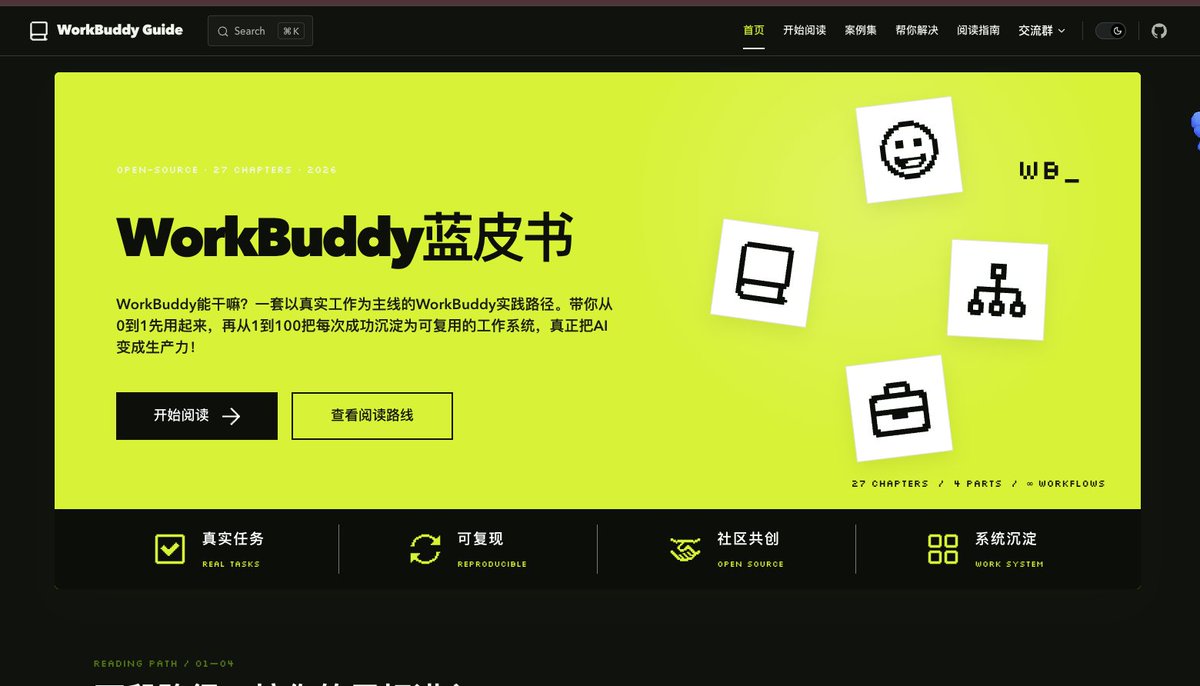 WorkBuddy Guide
Search ⌘K
首页 开始阅读 案例集 帮你解决 阅读指南 交流群
OPEN-SOURCE · 27 CHAPTERS · 2026
WB_
WorkBuddy蓝皮书
WorkBuddy能干嘛？一套以真实工作为主线的WorkBuddy实践路径。带你从
0到1先用起来，再从1到100把每次成功沉淀为可复用的工作系统，真正把AI
变成生产力！
开始阅读 →
查看阅读路线
27 CHAPTERS / 4 PARTS / ∞ WORKFLOWS
真实任务
REAL TASKS
可复现
REPRODUCIBLE
社区共创
OPEN SOURCE
系统沉淀
WORK SYSTEM
READING PATH / 01—04